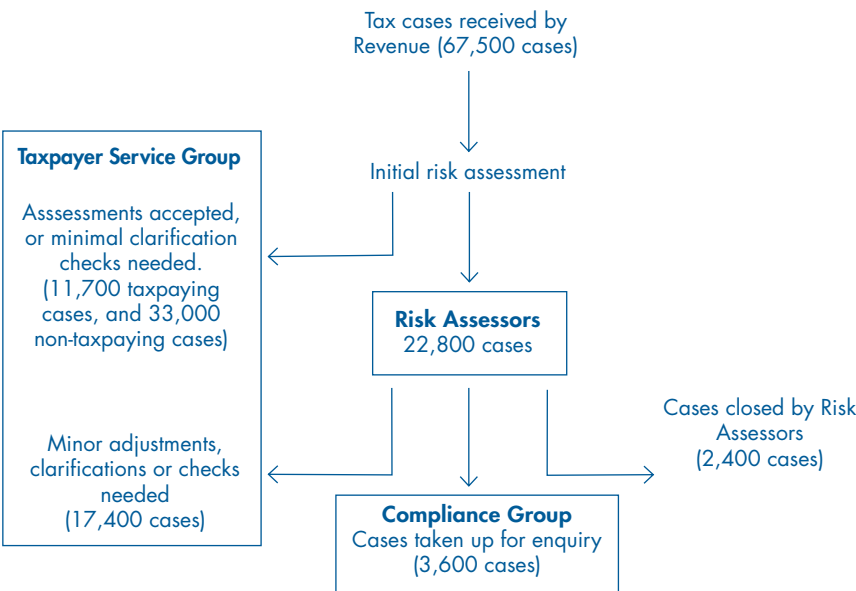 Tax cases received by
Revenue (67,500 cases)
Initial risk assessment
Taxpayer Service Group
Asssessments accepted,
or minimal clarification
checks needed.
(11,700 taxpaying
cases, and 33,000
non-taxpaying cases)
Risk Assessors
22,800 cases
Minor adjustments,
clarifications or checks
needed
(17,400 cases)
Compliance Group
Cases taken up for enquiry
(3,600 cases)
Cases closed by Risk
Assessors
(2,400 cases)